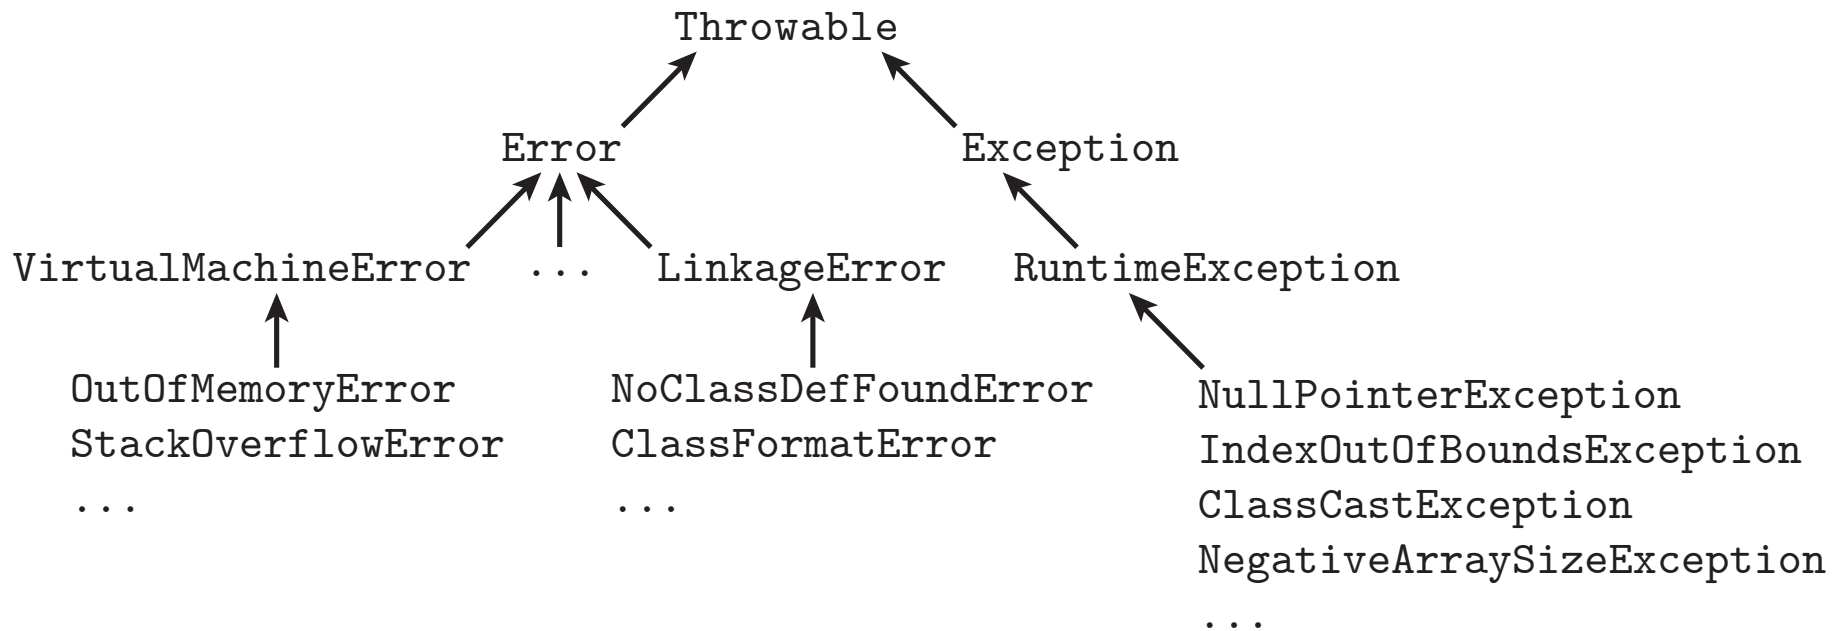 Throwable
Error
Exception
VirtualMachineError
...
LinkageError
RuntimeException
OutOfMemoryError
StackOverflowError
...
NoClassDefFoundError
ClassFormatError
...
NullPointerException
IndexOutOfBoundsException
ClassCastException
NegativeArraySizeException
...